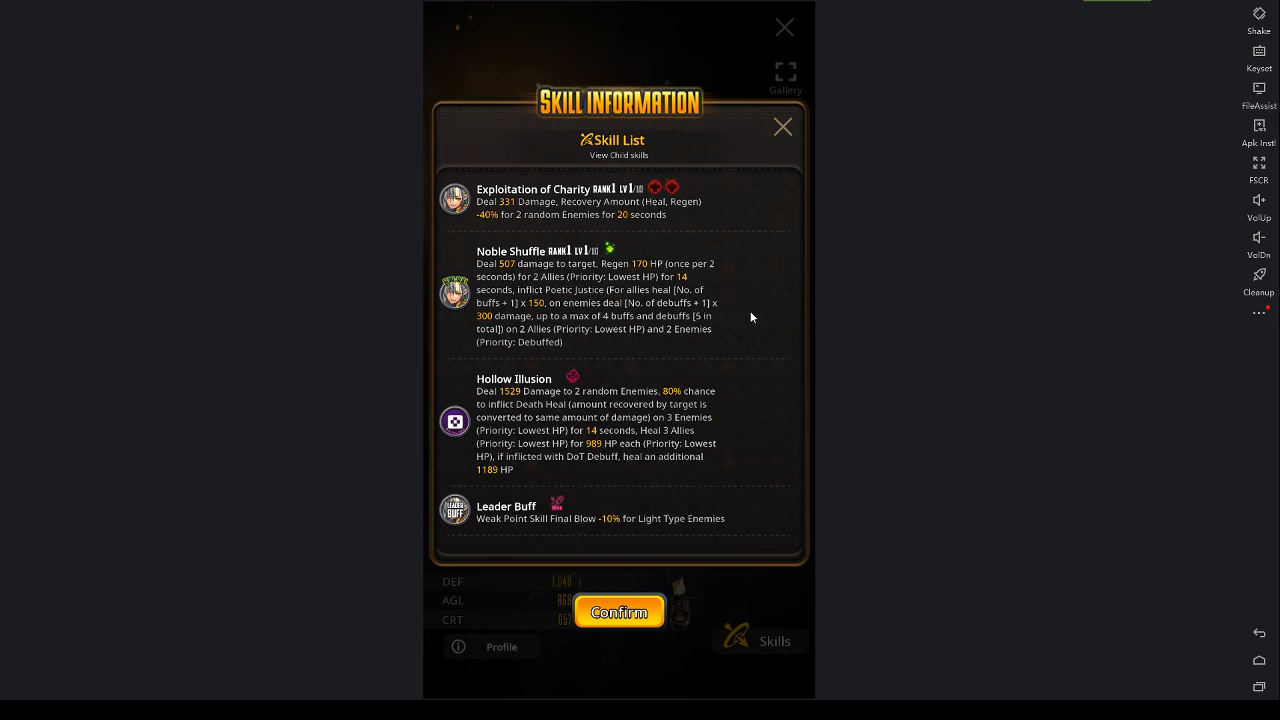 Shake
Keyset
FileAssist
Apk Insti
FSCR
VolUp
VolDn
Cleanup
Gallery
SKILL INFORMATION
Skill List
View Child skills
Exploitation of Charity RANK1 LV1/10
Deal 331 Damage, Recovery Amount (Heal, Regen)
-40% for 2 random Enemies for 20 seconds
Noble Shuffle RANK1 LV1/10
Deal 507 damage to target, Regen 170 HP (once per 2
seconds) for 2 Allies (Priority: Lowest HP) for 14
seconds, inflict Poetic Justice (For allies heal [No. of
buffs + 1] x 150, on enemies deal [No. of debuffs + 1] x
300 damage, up to a max of 4 buffs and debuffs [5 in
total]) on 2 Allies (Priority: Lowest HP) and 2 Enemies
(Priority: Debuffed)
Hollow Illusion
Deal 1529 Damage to 2 random Enemies, 80% chance
to inflict Death Heal (amount recovered by target is
converted to same amount of damage) on 3 Enemies
(Priority: Lowest HP) for 14 seconds, Heal 3 Allies
(Priority: Lowest HP) for 989 HP each (Priority: Lowest
HP), if inflicted with DoT Debuff, heal an additional
1189 HP
LEADER
BUFF
Leader Buff
Weak Point Skill Final Blow -10% for Light Type Enemies
DEF 1,048
AGL 868
CRT 657
Confirm
Profile
Skills